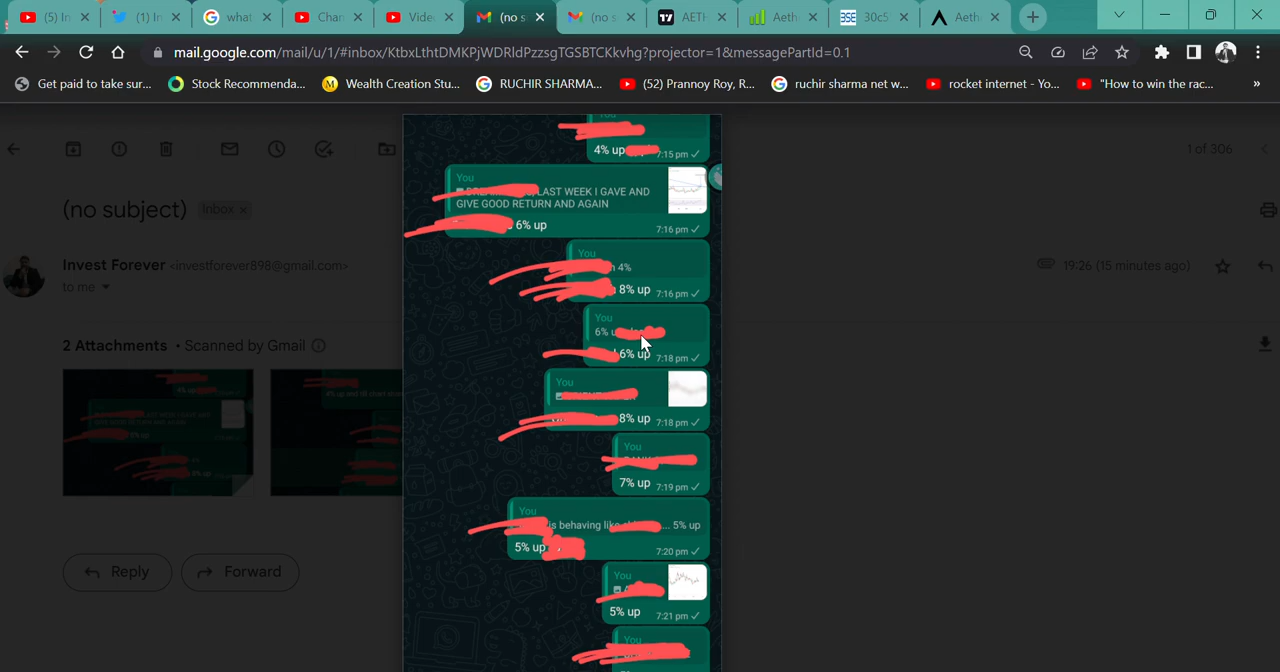 (5) In
(1) In
what
Chan
Video
(no s
(no s
AETH
Aeth
30c5
Aeth
mail.google.com/mail/u/1/#inbox/KtbxLthtDMKPjWDRldPzzsgTGSBTCKkvhg?projector=1&messagePartId=0.1
Get paid to take sur...
Stock Recommenda...
Wealth Creation Stu...
RUCHIR SHARMA...
(52) Prannoy Roy, R...
ruchir sharma net w...
rocket internet - Yo...
"How to win the rac...
»
1 of 306
(no subject)
Inbox ×
Invest Forever <investforever898@gmail.com>
to me
19:26 (15 minutes ago)
2 Attachments • Scanned by Gmail
Reply
Forward
You
4% up
7:15 pm
You
LAST WEEK I GAVE AND
GIVE GOOD RETURN AND AGAIN
6% up
7:16 pm
You
4%
8% up
7:16 pm
You
6%
6% up
7:18 pm
You
8% up
7:18 pm
You
7% up
7:19 pm
You
is behaving like ... 5% up
5% up
7:20 pm
You
5% up
7:21 pm
You